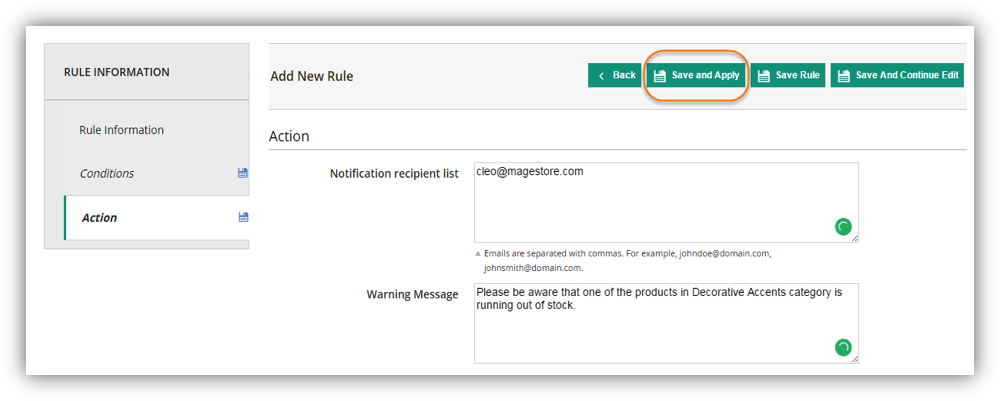 RULE INFORMATION
Rule Information
Conditions
Action
Add New Rule
Back
Save and Apply
Save Rule
Save And Continue Edit
Action
Notification recipient list
cleo@magestore.com
Emails are separated with commas. For example, johndoe@domain.com,
johnsmith@domain.com.
Warning Message
Please be aware that one of the products in Decorative Accents category is
running out of stock.